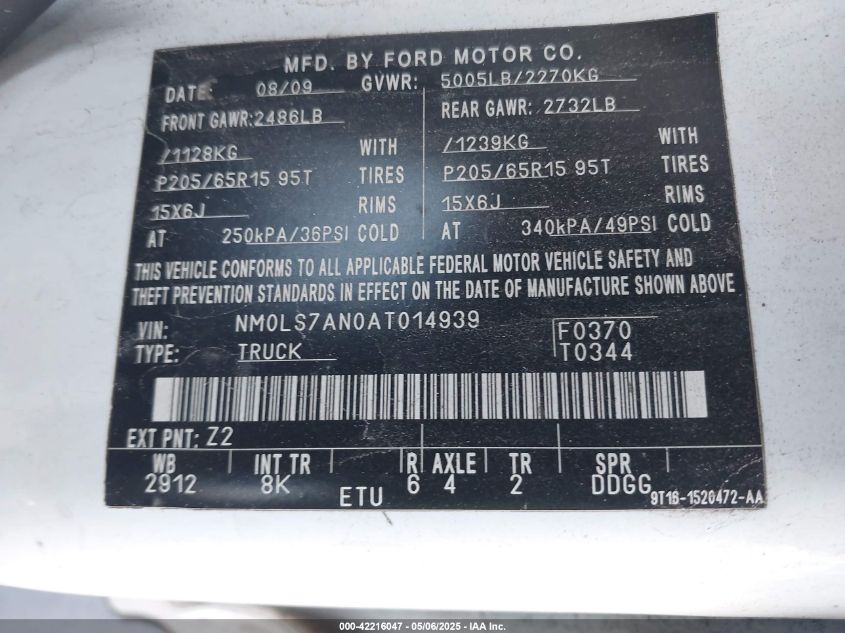 MFD. BY FORD MOTOR CO.
DATE: 08/09 GVWR: 5005LB/2270KG
FRONT GAWR: 2486LB REAR GAWR: 2732LB
/1128KG WITH /1239KG WITH
P205/65R15 95T TIRES P205/65R15 95T TIRES
15X6J RIMS 15X6J RIMS
AT 250kPA/36PSI COLD AT 340kPA/49PSI COLD
THIS VEHICLE CONFORMS TO ALL APPLICABLE FEDERAL MOTOR VEHICLE SAFETY AND
THEFT PREVENTION STANDARDS IN EFFECT ON THE DATE OF MANUFACTURE SHOWN ABOVE
VIN: NM0LS7AN0AT014939 F0370
TYPE: TRUCK T0344
EXT PNT: Z2
WB INT TR R AXLE TR SPR
2912 8K 6 4 2 DDGG
ETU 9T16-1520472-AA
000-42216047 - 05/06/2025 - IAA Inc.